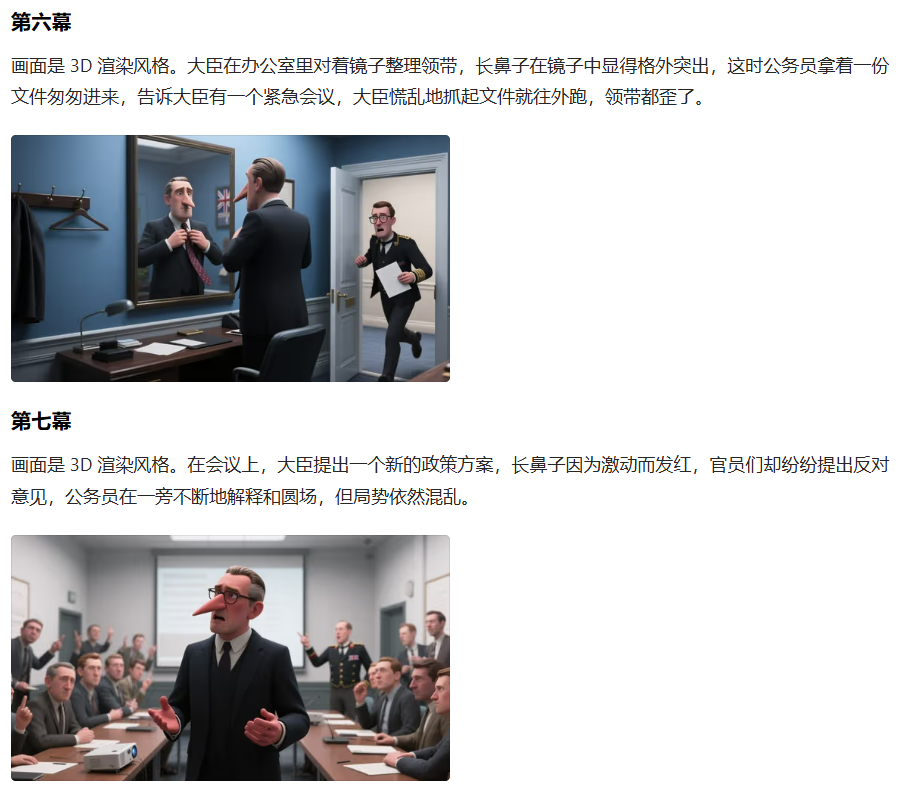 第六幕
画面是 3D 渲染风格。大臣在办公室里对着镜子整理领带，长鼻子在镜子中显得格外突出，这时公务员拿着一份
文件匆匆进来，告诉大臣有一个紧急会议，大臣慌乱地抓起文件就往外跑，领带都歪了。
第七幕
画面是 3D 渲染风格。在会议上，大臣提出一个新的政策方案，长鼻子因为激动而发红，官员们却纷纷提出反对
意见，公务员在一旁不断地解释和圆场，但局势依然混乱。